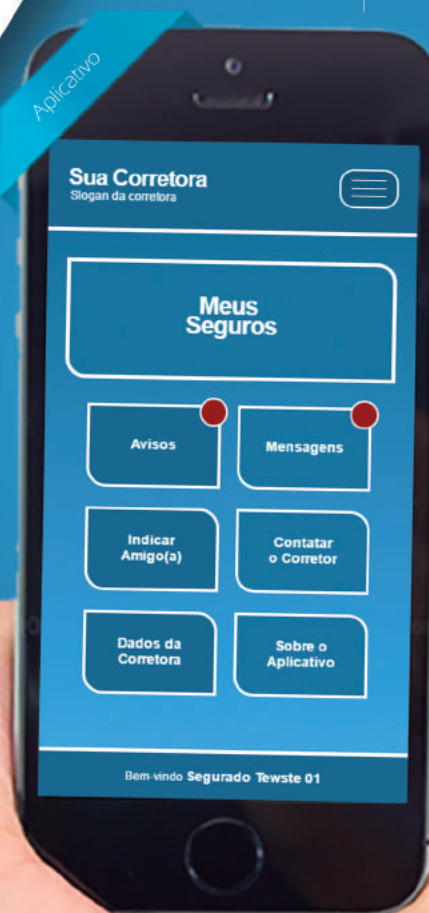 Aplicativo
Sua Corretora
Slogan da corretora
Meus
Seguros
Avisos
Mensagens
Indicar
Amigo(a)
Contatar
o Corretor
Dados da
Corretora
Sobre o
Aplicativo
Bem-vindo Segurado Tewste 01